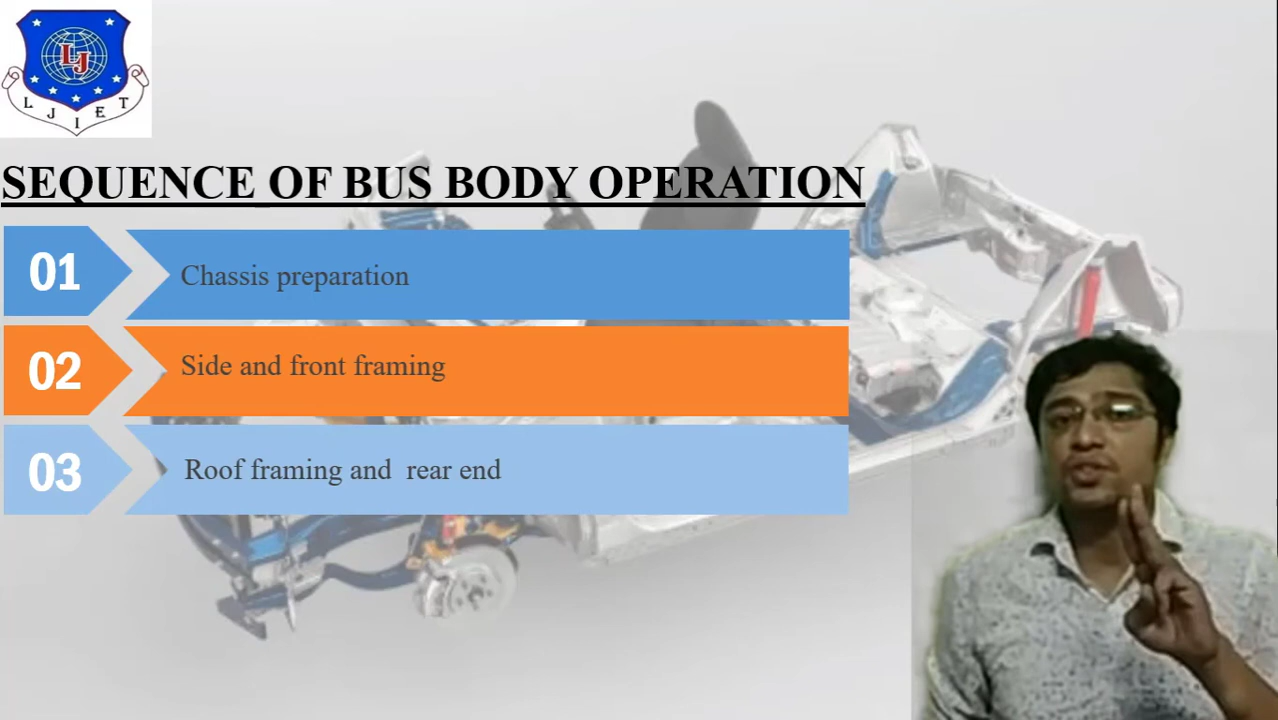 LJ
LJIET
SEQUENCE OF BUS BODY OPERATION
01
Chassis preparation
02
Side and front framing
03
Roof framing and rear end